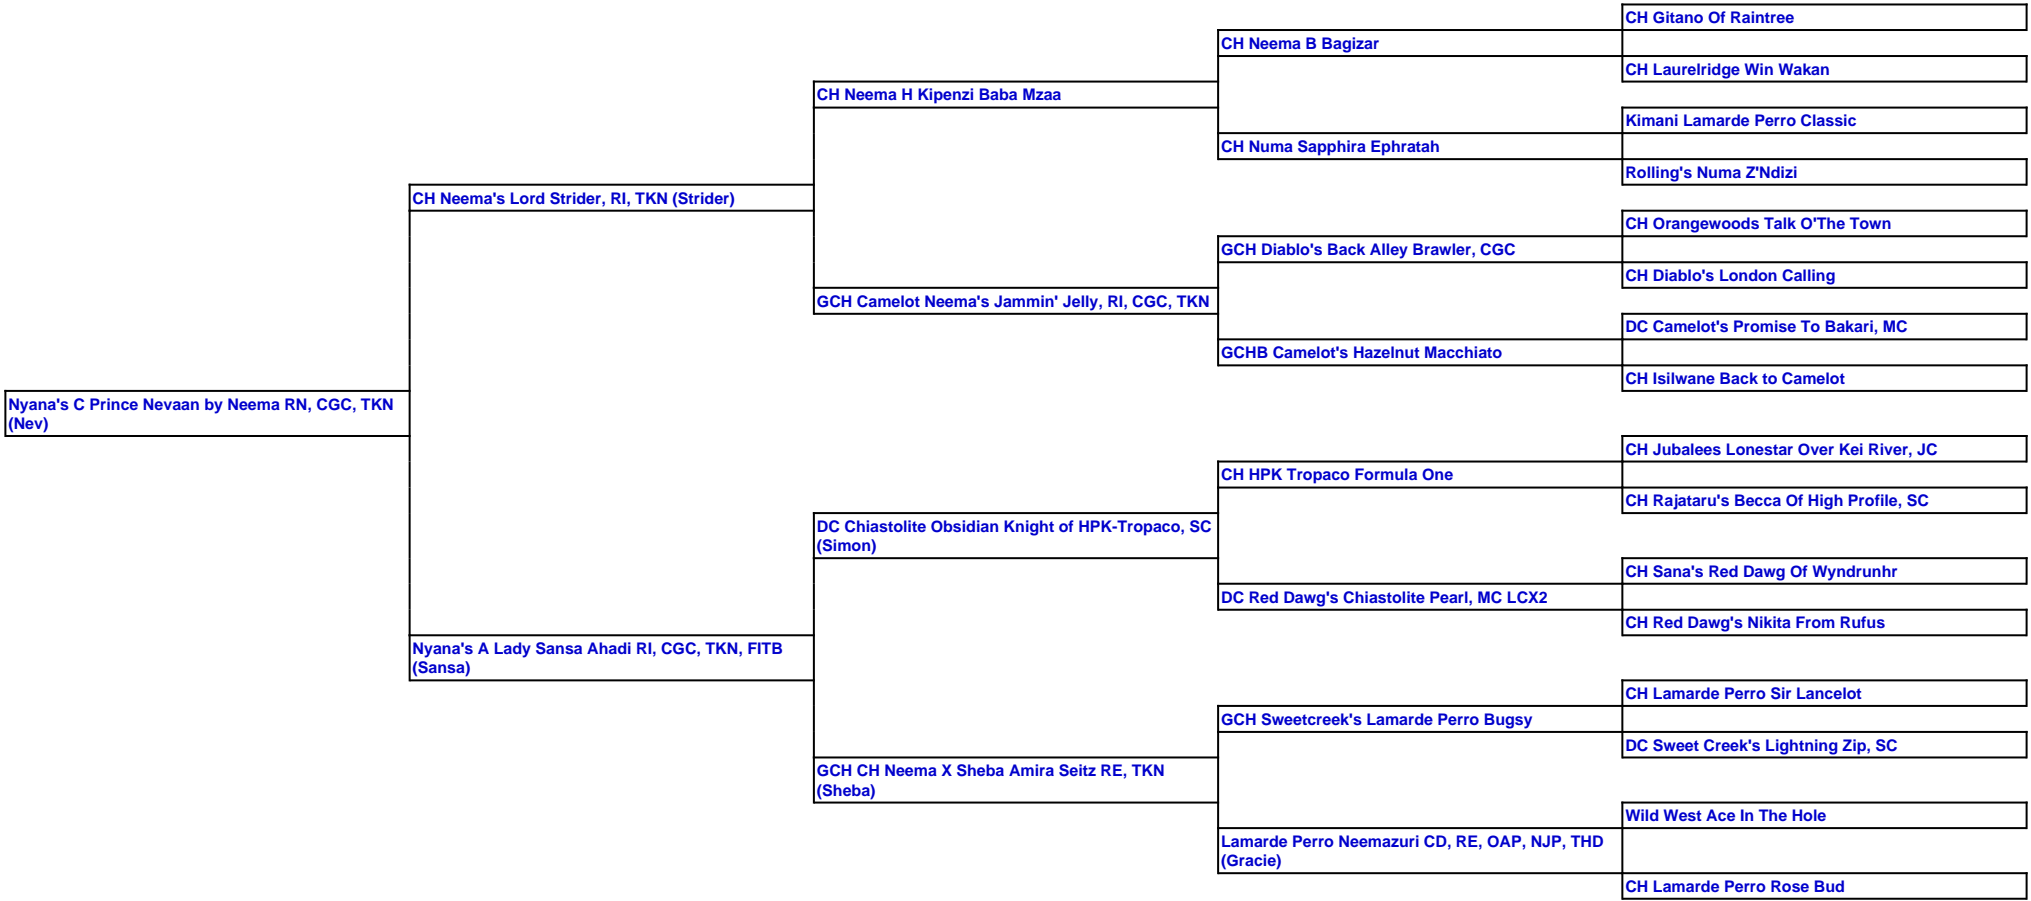 CH Gitano Of Raintree
CH Neema B Bagizar
CH Laurelridge Win Wakan
CH Neema H Kipenzi Baba Mzaa
Kimani Lamarde Perro Classic
CH Numa Sapphira Ephratah
Rolling's Numa Z'Ndizi
CH Neema's Lord Strider, RI, TKN (Strider)
CH Orangewoods Talk O'The Town
GCH Diablo's Back Alley Brawler, CGC
CH Diablo's London Calling
GCH Camelot Neema's Jammin' Jelly, RI, CGC, TKN
DC Camelot's Promise To Bakari, MC
GCHB Camelot's Hazelnut Macchiato
CH Isilwane Back to Camelot
Nyana's C Prince Nevaan by Neema RN, CGC, TKN
(Nev)
CH Jubalees Lonestar Over Kei River, JC
CH HPK Tropaco Formula One
CH Rajataru's Becca Of High Profile, SC
DC Chiastolite Obsidian Knight of HPK-Tropaco, SC
(Simon)
CH Sana's Red Dawg Of Wyndrunhr
DC Red Dawg's Chiastolite Pearl, MC LCX2
CH Red Dawg's Nikita From Rufus
Nyana's A Lady Sansa Ahadi RI, CGC, TKN, FITB
(Sansa)
CH Lamarde Perro Sir Lancelot
GCH Sweetcreek's Lamarde Perro Bugsy
DC Sweet Creek's Lightning Zip, SC
GCH CH Neema X Sheba Amira Seitz RE, TKN
(Sheba)
Wild West Ace In The Hole
Lamarde Perro Neemazuri CD, RE, OAP, NJP, THD
(Gracie)
CH Lamarde Perro Rose Bud